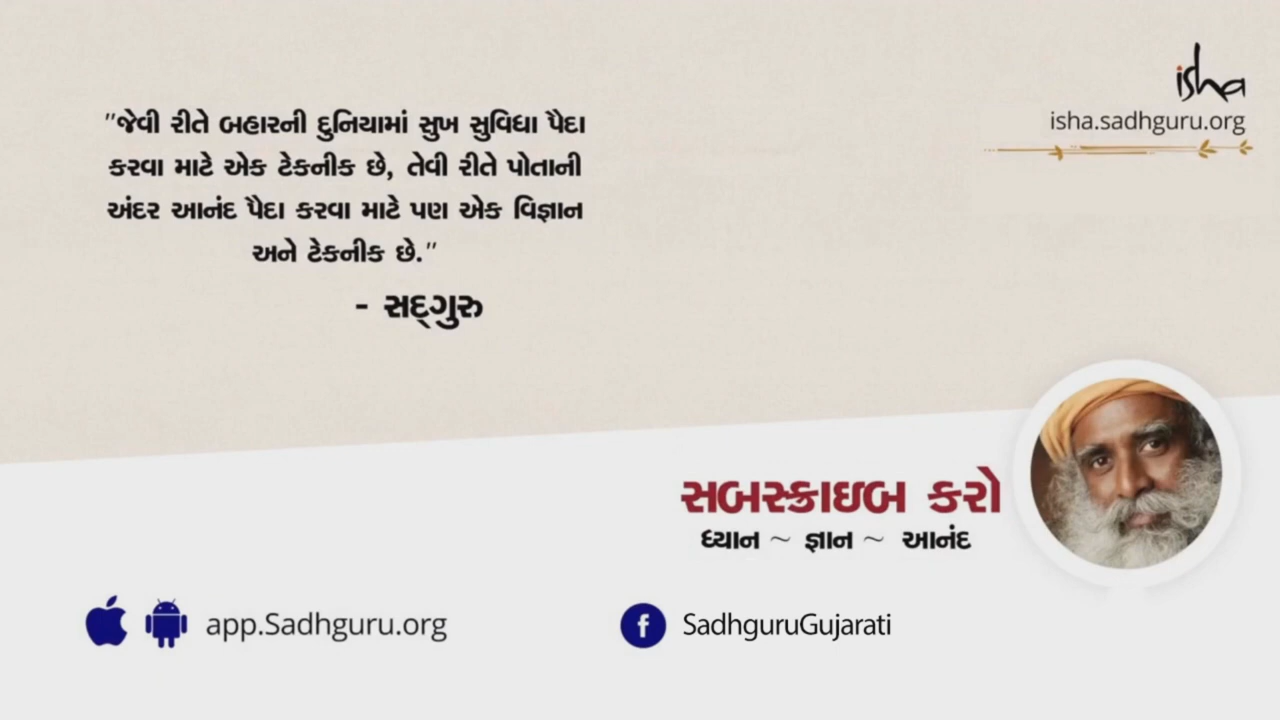 "જેવી રીતે બહારની દુનિયામાં સુખ સુવિધા પૈદા
કરવા માટે એક ટેકનીક છે, તેવી રીતે પોતાની
અંદર આનંદ પૈદા કરવા માટે પણ એક વિજ્ઞાન
અને ટેકનીક છે."
- સદ્‌ગુરુ
isha
isha.sadhguru.org
સબસ્ક્રાઇબ કરો
ધ્યાન ~ જ્ઞાન ~ આનંદ
app.Sadhguru.org
f SadhguruGujarati